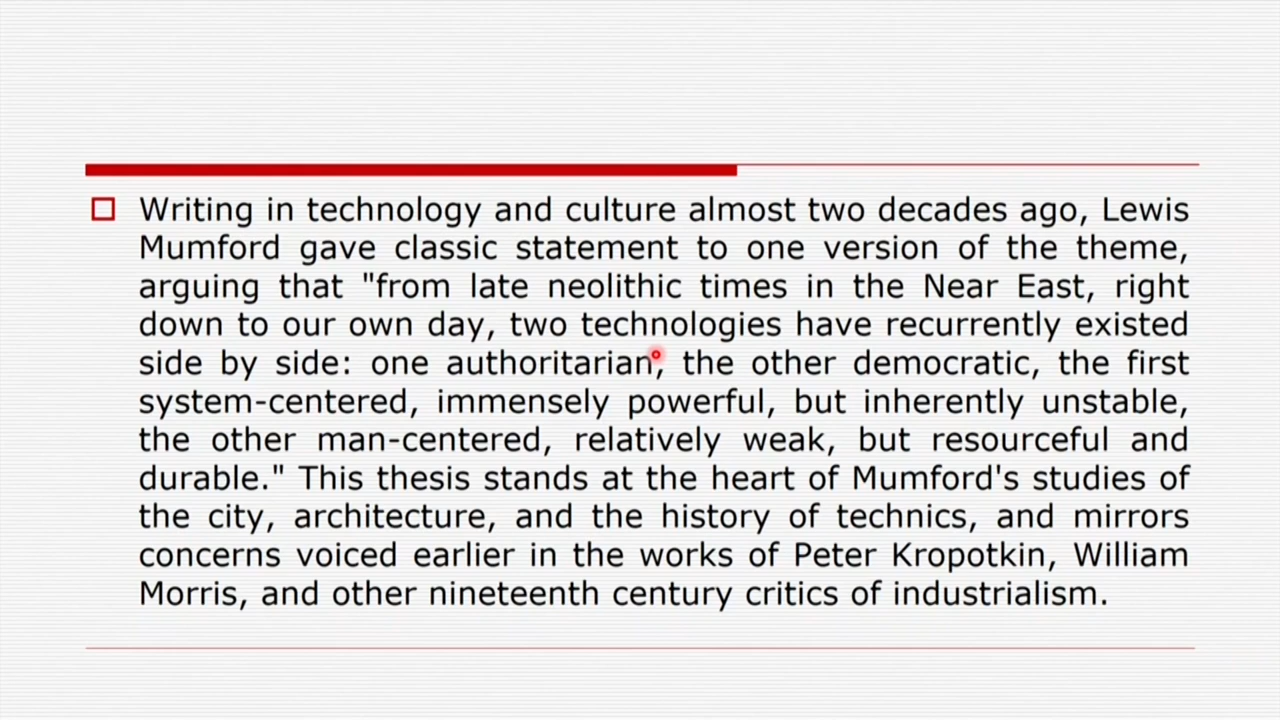 Writing in technology and culture almost two decades ago, Lewis
Mumford gave classic statement to one version of the theme,
arguing that "from late neolithic times in the Near East, right
down to our own day, two technologies have recurrently existed
side by side: one authoritarian, the other democratic, the first
system-centered, immensely powerful, but inherently unstable,
the other man-centered, relatively weak, but resourceful and
durable." This thesis stands at the heart of Mumford's studies of
the city, architecture, and the history of technics, and mirrors
concerns voiced earlier in the works of Peter Kropotkin, William
Morris, and other nineteenth century critics of industrialism.